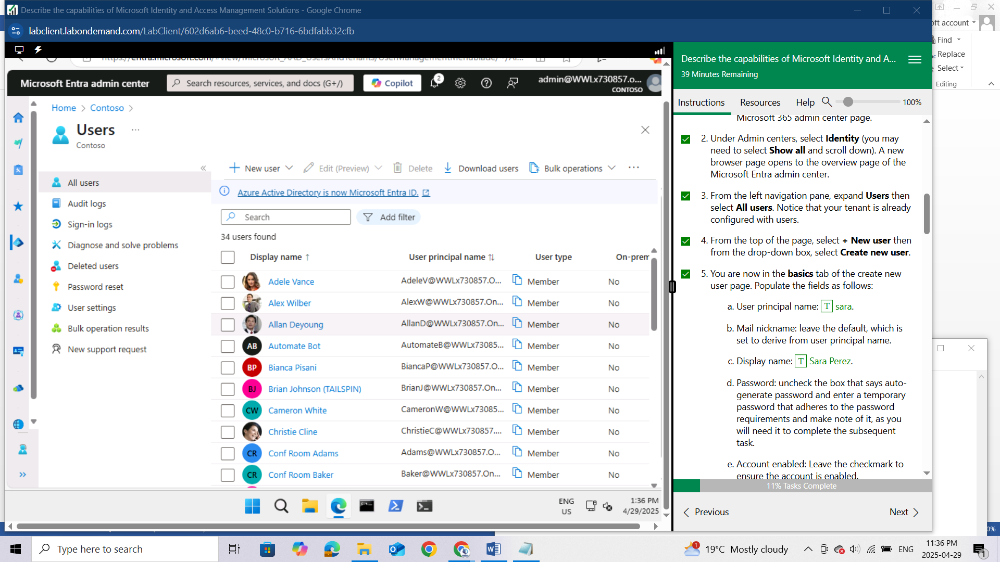 Describe the capabilities of Microsoft Identity and Access Management Solutions - Google Chrome
labclient.labondemand.com/LabClient/602d6ab6-beed-48c0-b716-6bdfabb32cfb
Microsoft Entra admin center
Search resources, services, and docs (G+/)
Copilot
2
admin@WWLx730857.o...
CONTOSO
Home > Contoso >
Users
...
Contoso
All users
Audit logs
Sign-in logs
Diagnose and solve problems
Deleted users
Password reset
User settings
Bulk operation results
New support request
New user
Edit (Preview)
Delete
Download users
Bulk operations
...
Azure Active Directory is now Microsoft Entra ID.
Search
Add filter
34 users found
Display name ↑ User principal name ↑↓ User type On-prem
Adele Vance AdeleV@WWLx730857.O... Member No
Alex Wilber AlexW@WWLx730857.On... Member No
Allan Deyoung AllanD@WWLx730857.On... Member No
AB Automate Bot AutomateB@WWLx73085... Member No
BP Bianca Pisani BiancaP@WWLx730857.O... Member No
BJ Brian Johnson (TAILSPIN) BrianJ@WWLx730857.On... Member No
CW Cameron White CameronW@WWLx73085... Member No
Christie Cline ChristieC@WWLx730857.... Member No
CR Conf Room Adams Adams@WWLx730857.O... Member No
CR Conf Room Baker Baker@WWLx730857.On... Member No
ENG
US
1:36 PM
4/29/2025
Describe the capabilities of Microsoft Identity and A...
39 Minutes Remaining
Instructions
Resources
Help
100%
Microsoft 365 admin center page.
2. Under Admin centers, select Identity (you may
need to select Show all and scroll down). A new
browser page opens to the overview page of the
Microsoft Entra admin center.
3. From the left navigation pane, expand Users then
select All users. Notice that your tenant is already
configured with users.
4. From the top of the page, select + New user then
from the drop-down box, select Create new user.
5. You are now in the basics tab of the create new
user page. Populate the fields as follows:
a. User principal name: T sara.
b. Mail nickname: leave the default, which is
set to derive from user principal name.
c. Display name: T Sara Perez.
d. Password: uncheck the box that says auto-
generate password and enter a temporary
password that adheres to the password
requirements and make note of it, as you
will need it to complete the subsequent
task.
e. Account enabled: Leave the checkmark to
ensure the account is enabled.
11% Tasks Complete
Previous
Next
account
Find
Replace
Select
Editing
0%
Type here to search
1
19°C Mostly cloudy
ENG
11:36 PM
2025-04-29
1